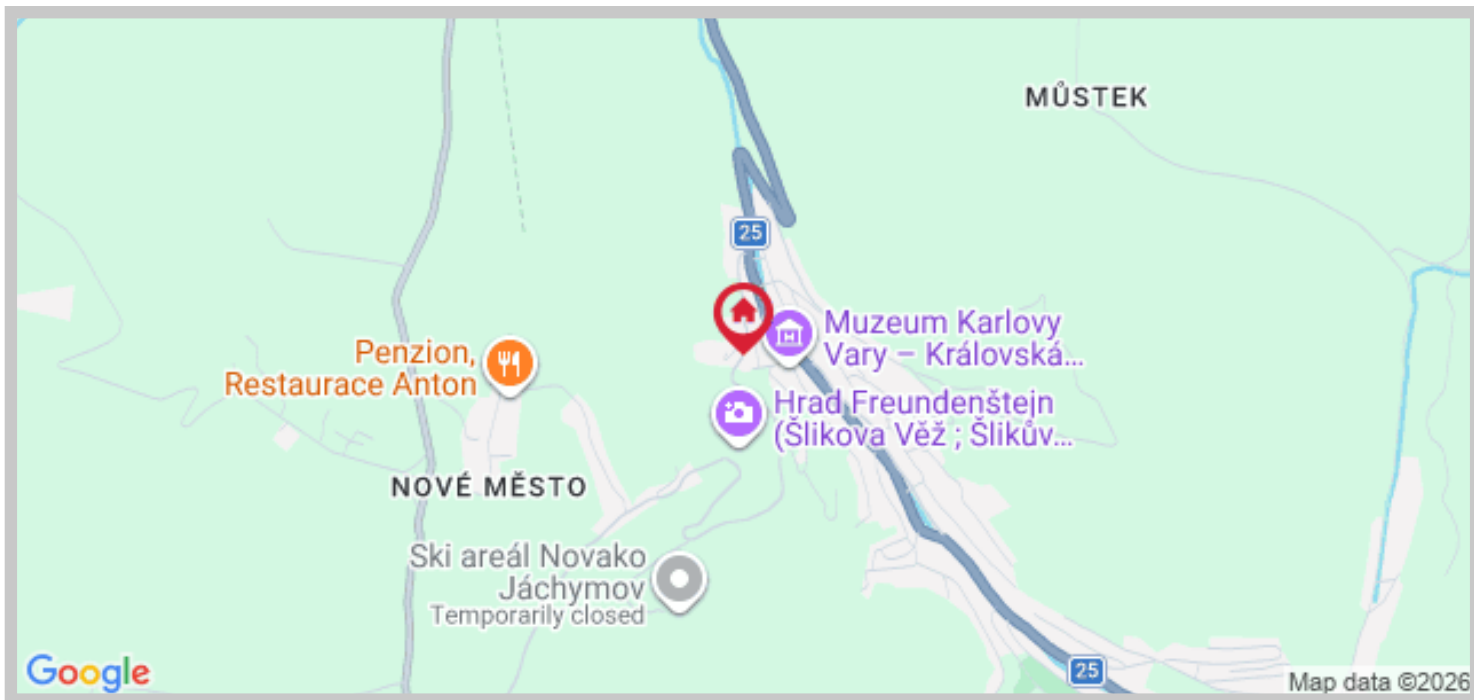 MŮSTEK
25
Muzeum Karlovy
Vary – Královská...
Penzion,
Restaurace Anton
Hrad Freundenštejn
(Šlikova Věž ; Šlikův...
NOVÉ MĚSTO
Ski areál Novako
Jáchymov
Temporarily closed
25
Google
Map data ©2026